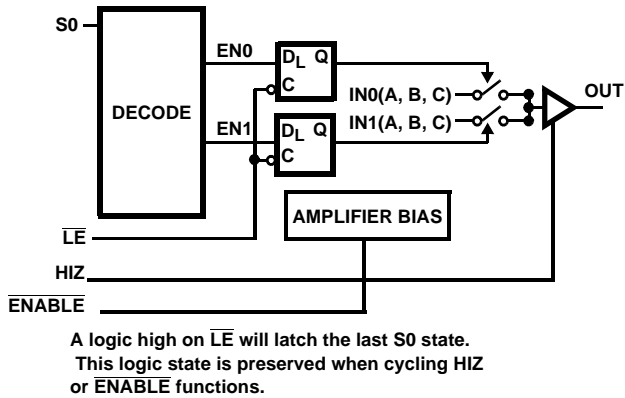 S0
DECODE
EN0
EN1
DL Q
C
DL Q
C
IN0(A, B, C)
IN1(A, B, C)
OUT
AMPLIFIER BIAS
LE
HIZ
ENABLE
A logic high on LE will latch the last S0 state.
This logic state is preserved when cycling HIZ
or ENABLE functions.